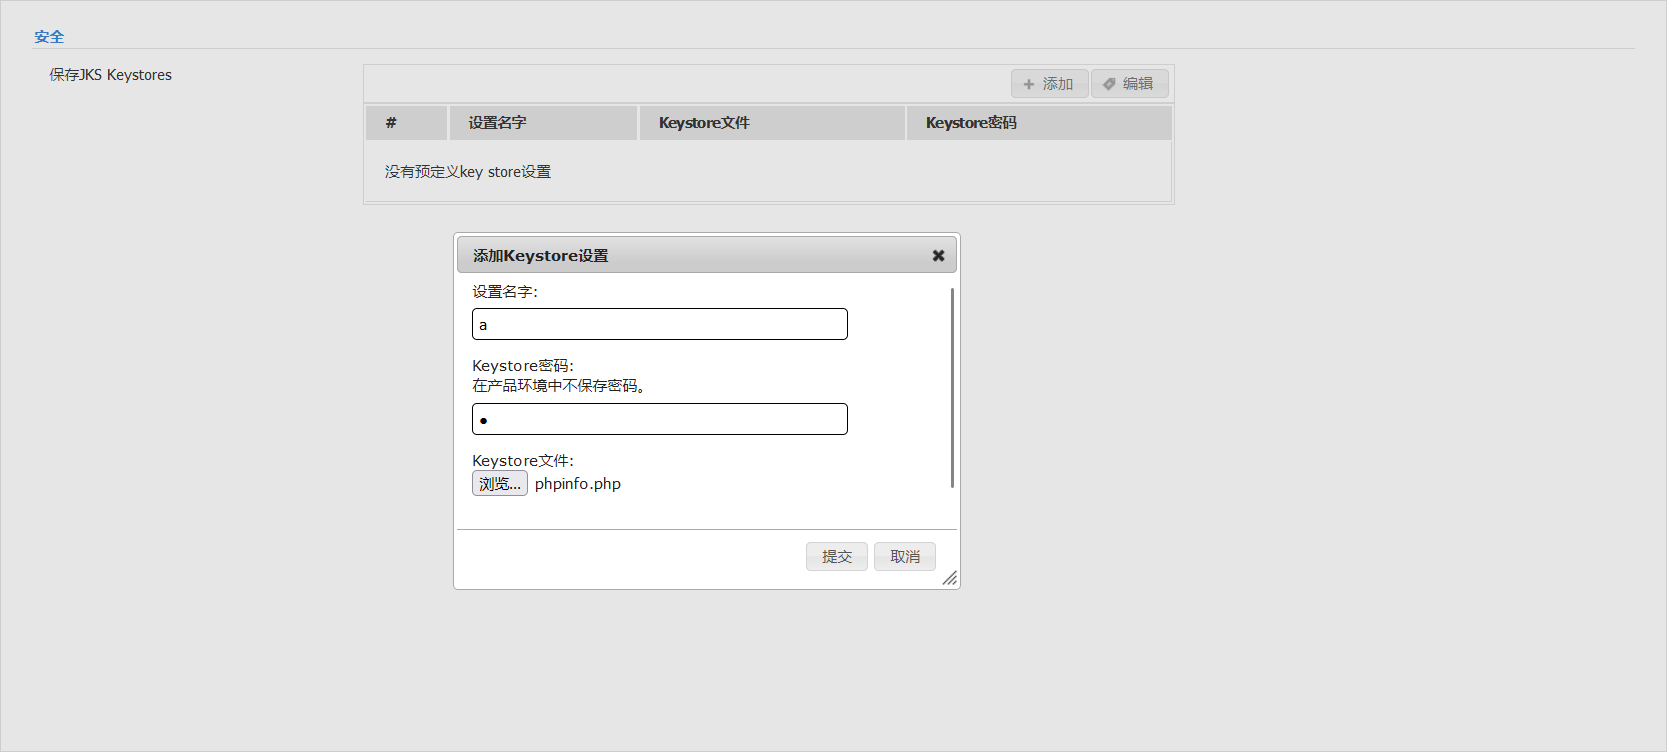 安全
保存JKS Keystores
添加
编辑
# 设置名字 Keystore文件 Keystore密码
没有预定义key store设置
添加Keystore设置
设置名字:
a
Keystore密码:
在产品环境中不保存密码。
●
Keystore文件:
浏览... phpinfo.php
提交 取消